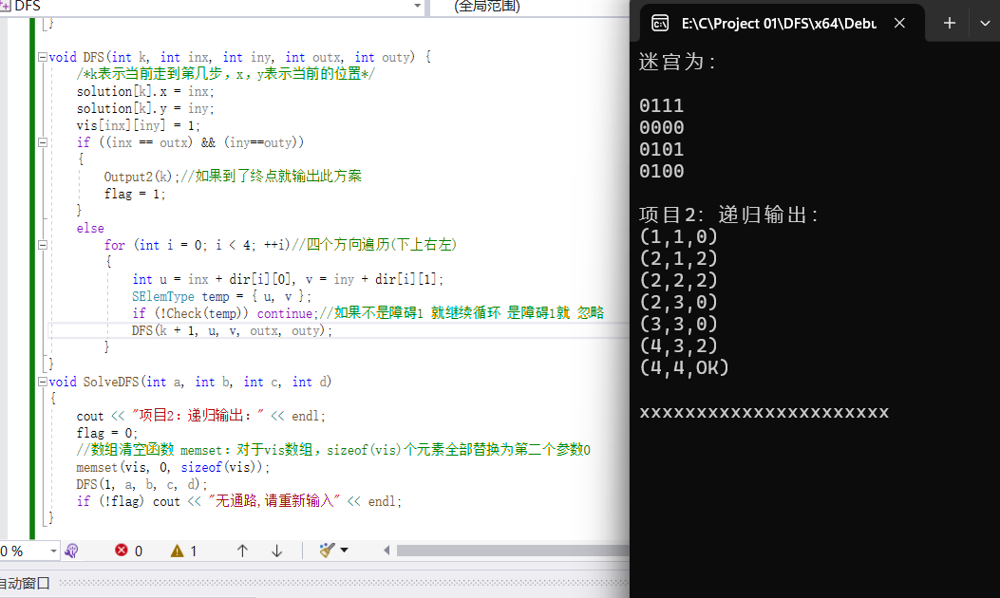 DFS
(全局范围)
}
void DFS(int k, int inx, int iny, int outx, int outy) {
/*k表示当前走到第几步，x，y表示当前的位置*/
solution[k].x = inx;
solution[k].y = iny;
vis[inx][iny] = 1;
if ((inx == outx) && (iny==outy))
{
Output2(k);//如果到了终点就输出此方案
flag = 1;
}
else
for (int i = 0; i < 4; ++i)//四个方向遍历(下上右左)
{
int u = inx + dir[i][0], v = iny + dir[i][1];
SElemType temp = { u, v };
if (!Check(temp)) continue;//如果不是障碍1 就继续循环 是障碍1就 忽略
DFS(k + 1, u, v, outx, outy);
}
}
void SolveDFS(int a, int b, int c, int d)
{
cout << "项目2：递归输出：" << endl;
flag = 0;
//数组清空函数 memset：对于vis数组，sizeof(vis)个元素全部替换为第二个参数0
memset(vis, 0, sizeof(vis));
DFS(1, a, b, c, d);
if (!flag) cout << "无通路,请重新输入" << endl;
}
0 %
0
1
自动窗口
E:\C\Project 01\DFS\x64\Debu
迷宫为：
0111
0000
0101
0100
项目2：递归输出：
(1,1,0)
(2,1,2)
(2,2,2)
(2,3,0)
(3,3,0)
(4,3,2)
(4,4,OK)
xxxxxxxxxxxxxxxxxxxxxx